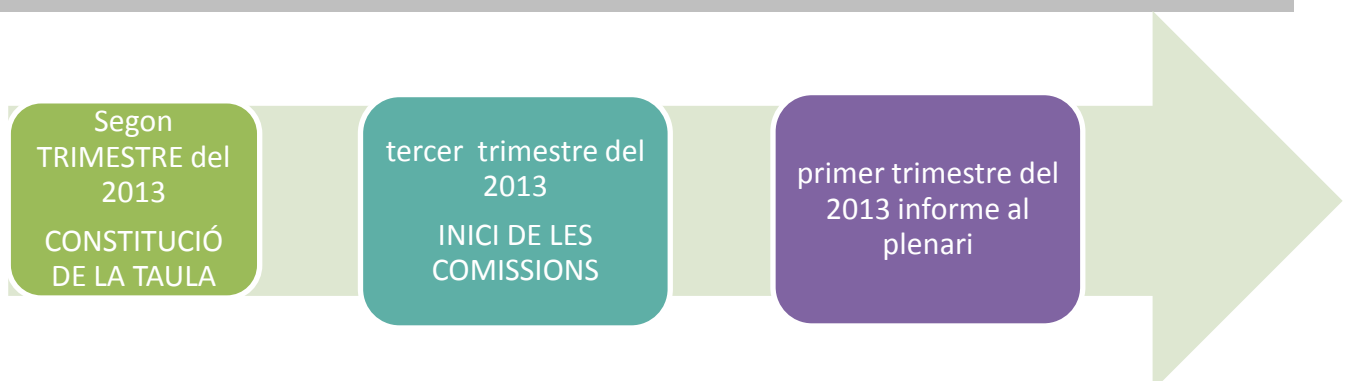 Segon
TRIMESTRE del
2013
CONSTITUCIÓ
DE LA TAULA
tercer  trimestre del
2013
INICI DE LES
COMISSIONS
primer trimestre del
2013 informe al
plenari